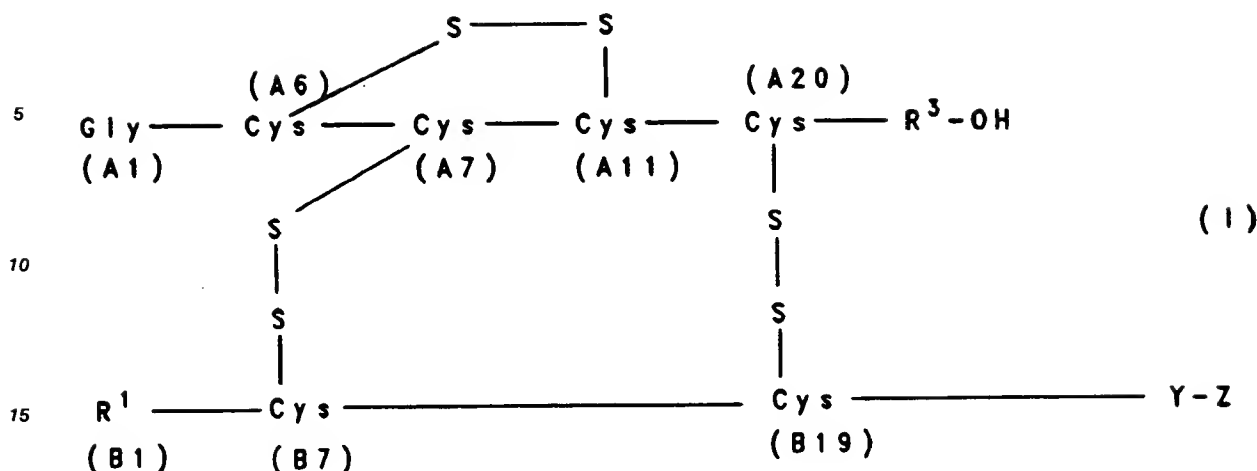 S S
(A6) (A20)
5 Gly Cys Cys Cys Cys R³-OH
(A1) (A7) (A11)
S S (I)
10
S S
15 R¹ Cys Cys Y-Z
(B1) (B7) (B19)